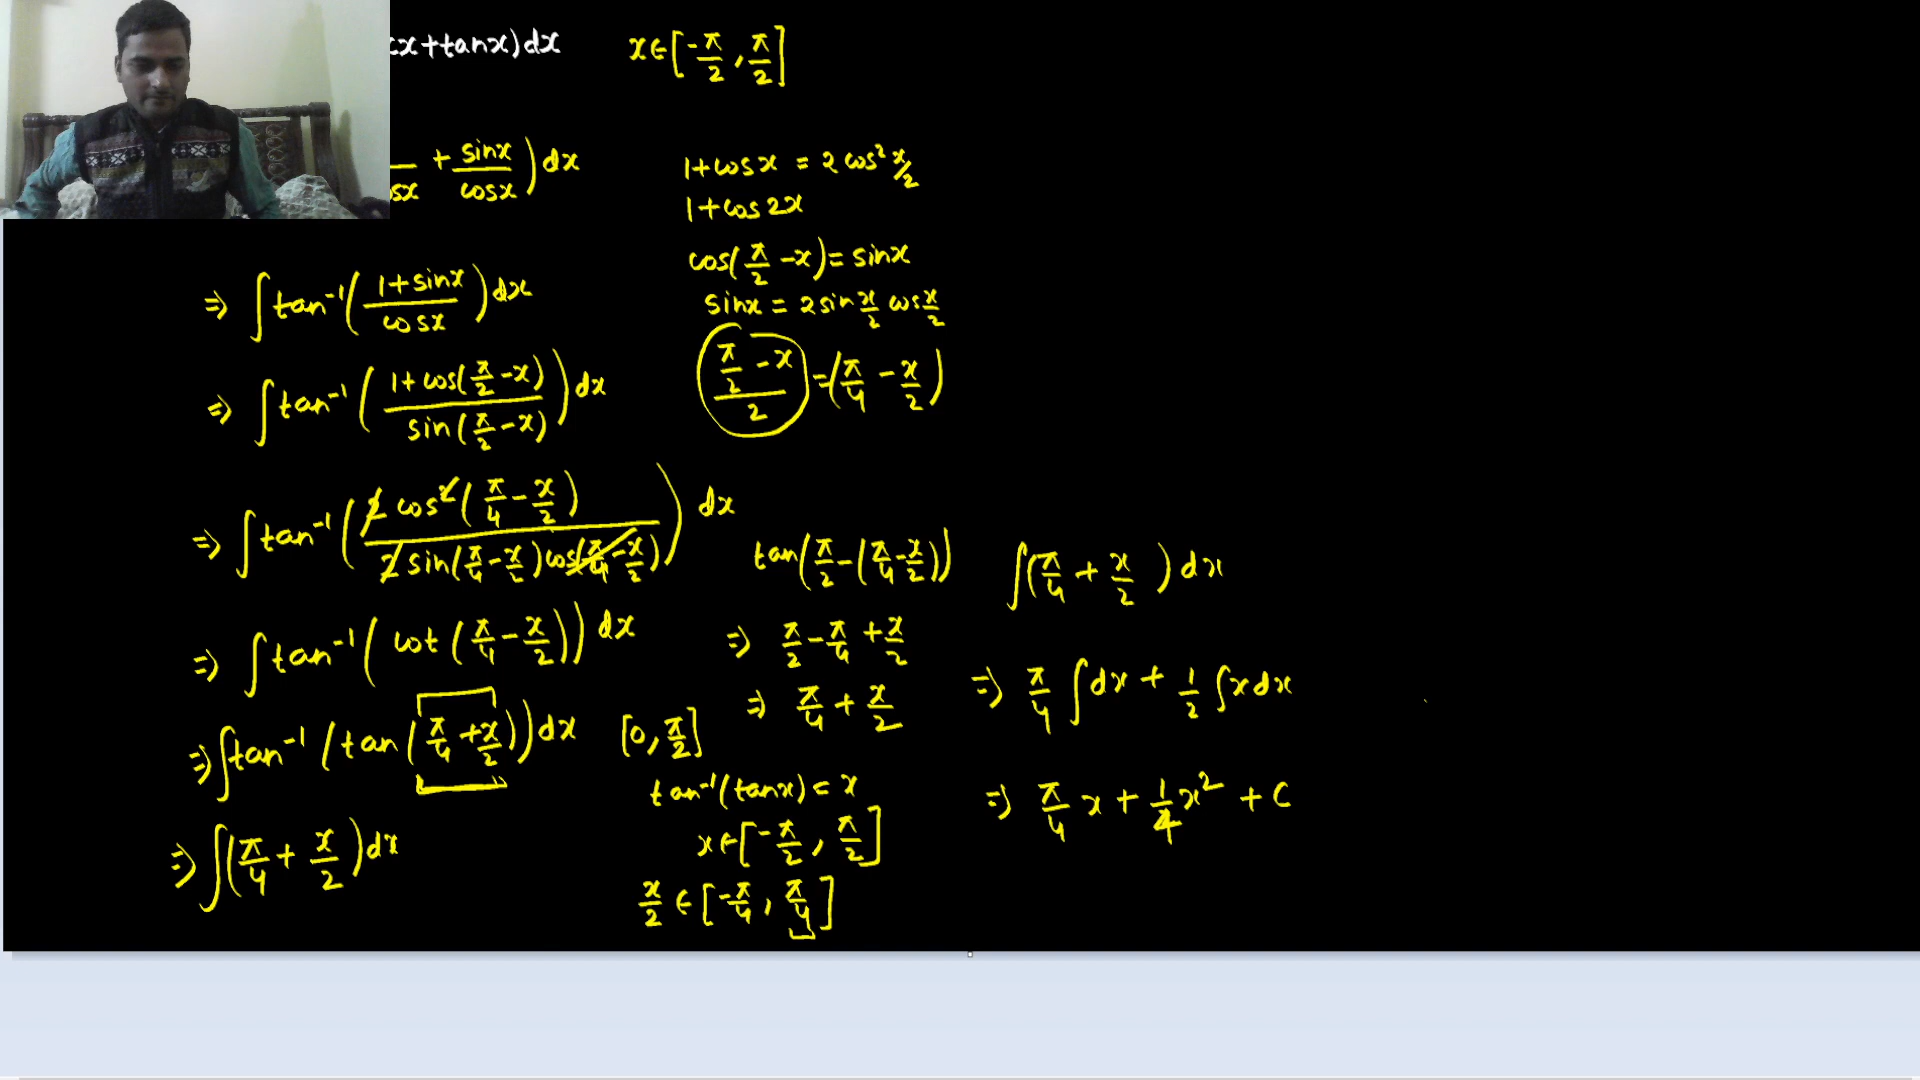 cx+tanx)dx x∈[-π/2, π/2]
sx + sinx/cosx)dx
1+cosx = 2cos² x/2
1+cos2x
cos(π/2 -x) = sinx
sinx = 2sin x/2 cos x/2
(π/2 -x)/2 = (π/4 - x/2)
⇒ ∫tan⁻¹((1+sinx)/cosx)dx
⇒ ∫tan⁻¹((1+cos(π/2 -x))/sin(π/2 -x))dx
⇒ ∫tan⁻¹(2cos²(π/4 - x/2)/2sin(π/4 - x/2)cos(π/4 - x/2))dx
⇒ ∫tan⁻¹(cot(π/4 - x/2))dx
⇒ ∫tan⁻¹(tan(π/4 + x/2))dx [0, π/2]
⇒ ∫(π/4 + x/2)dx
tan(π/2 -(π/4 - x/2))
⇒ π/2 - π/4 + x/2
⇒ π/4 + x/2
tan⁻¹(tanx) = x
x∈[-π/2, π/2]
x/2 ∈ [-π/4, π/4]
∫(π/4 + x/2)dx
⇒ π/4 ∫dx + 1/2 ∫xdx
⇒ π/4 x + 1/4 x² + C